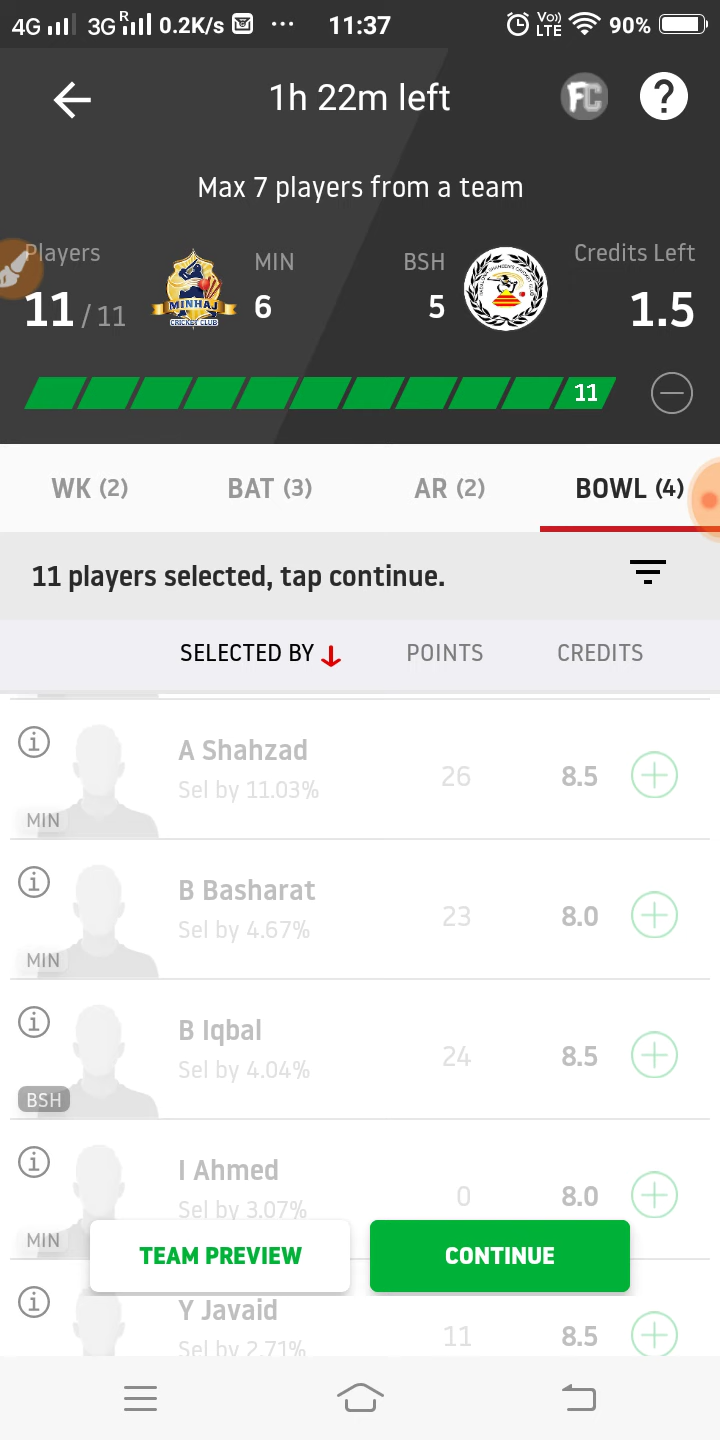 4G 3G R 0.2K/s ... 11:37 Vo)) LTE 90%
1h 22m left FC ?
Max 7 players from a team
Players MIN BSH Credits Left
11 / 11 6 5 1.5
MINHAJ
CRICKET CLUB
11
WK (2) BAT (3) AR (2) BOWL (4)
11 players selected, tap continue.
SELECTED BY POINTS CREDITS
A Shahzad
Sel by 11.03% 26 8.5
MIN
B Basharat
Sel by 4.67% 23 8.0
MIN
B Iqbal
Sel by 4.04% 24 8.5
BSH
I Ahmed
Sel by 3.07% 0 8.0
MIN
TEAM PREVIEW CONTINUE
Y Javaid
Sel by 2.71% 11 8.5